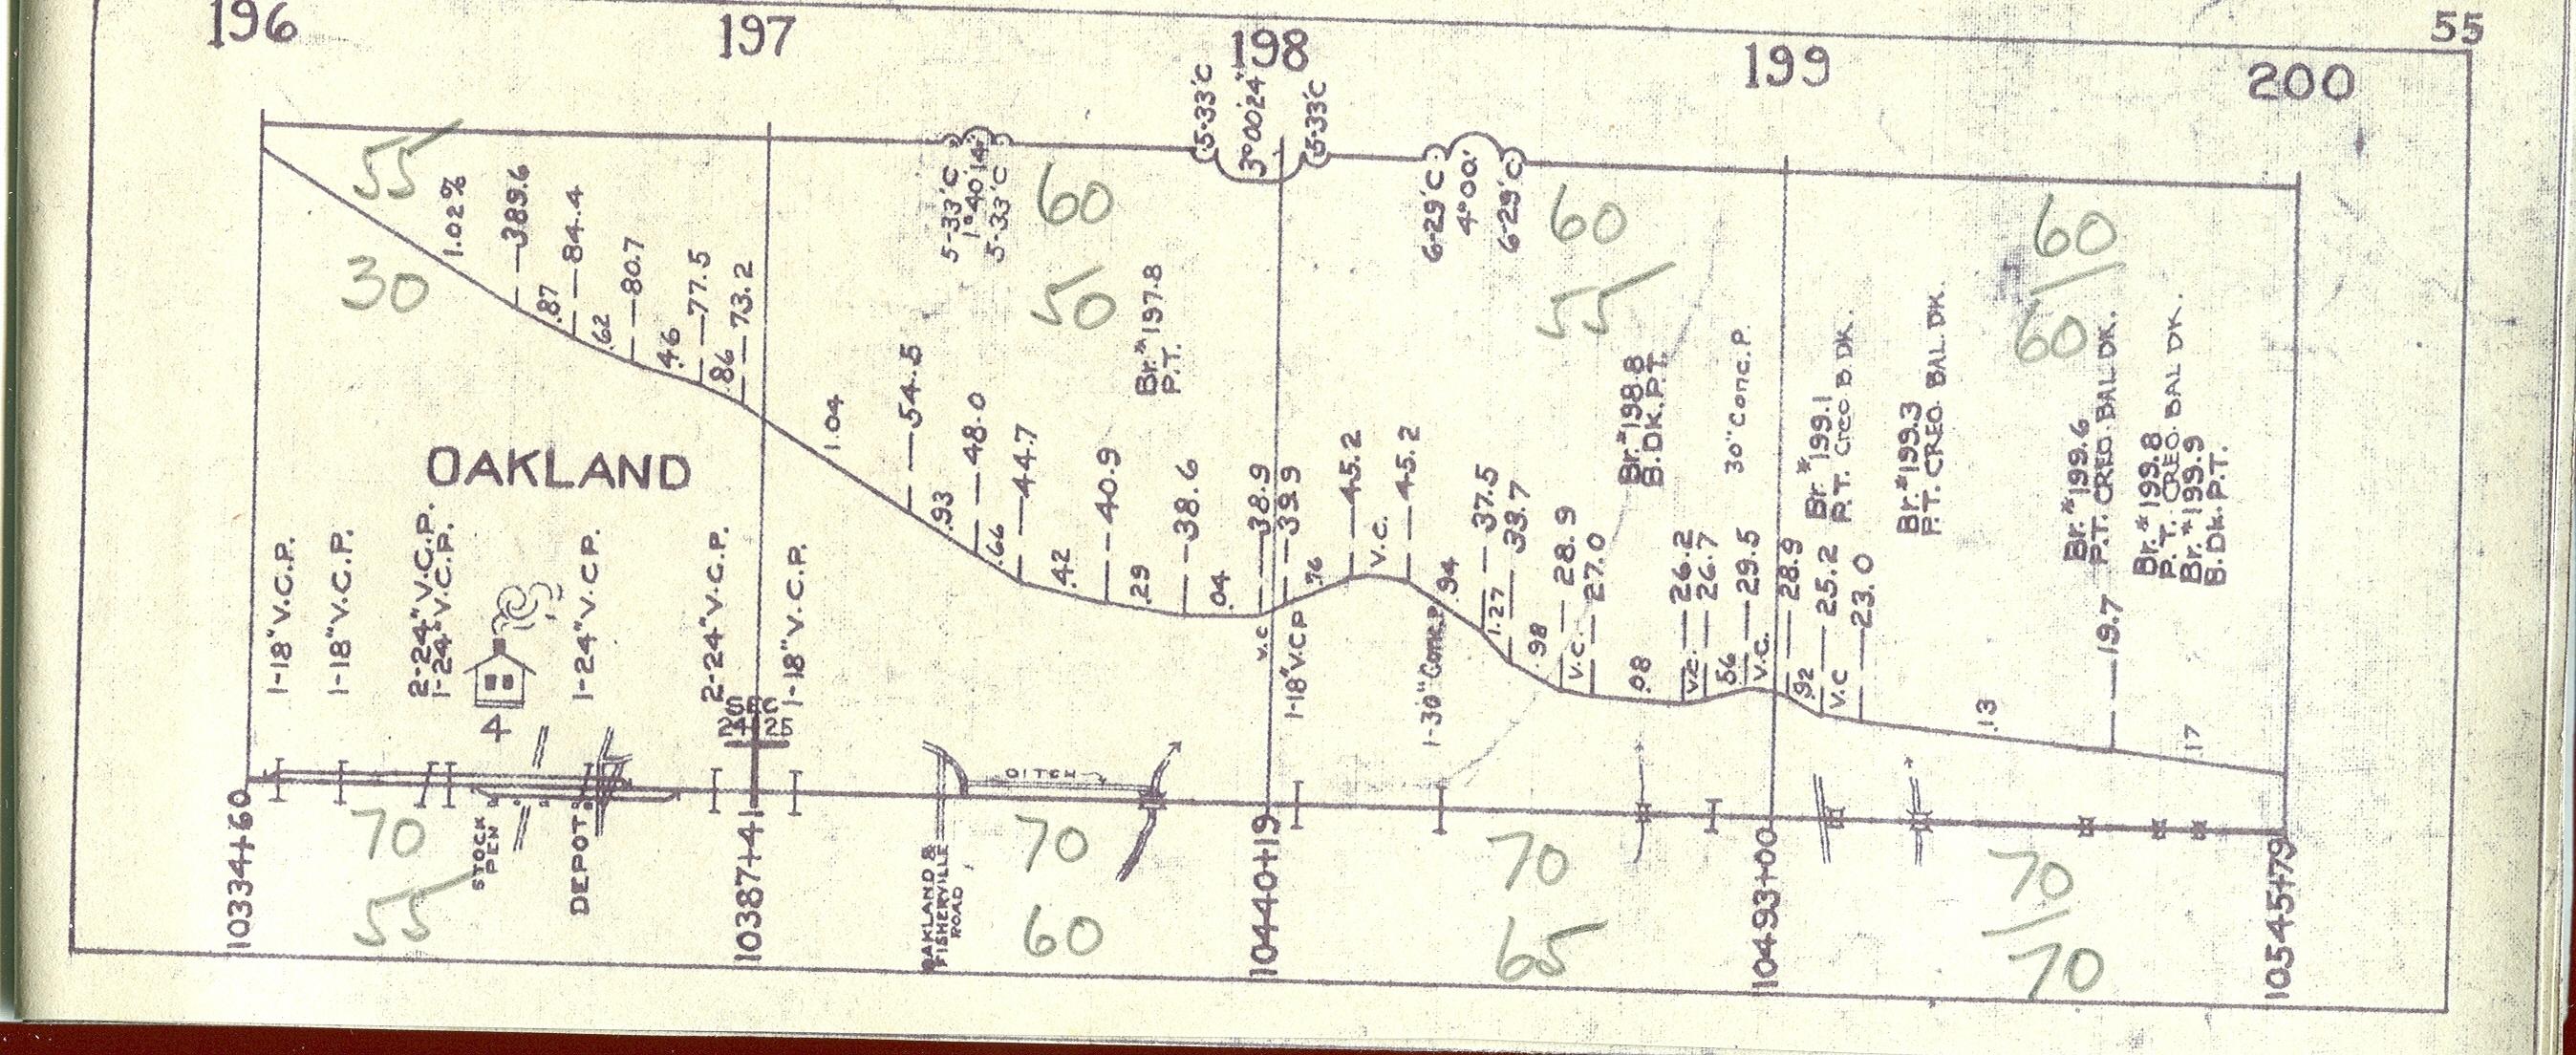 196
197
198
199
200
55
5-33'C
1°40'14"
5-33'C
5-33'C
3°00'24"
5-33'C
6-29'C
4°00'
6-29'C
55
30
60
50
60
55
60
60
1.02%
389.6
.87
84.4
.62
80.7
.46
77.5
.86
73.2
1.04
54.5
.93
48.0
.66
44.7
.42
40.9
.29
38.6
.04
38.9
V.C
39.9
.76
45.2
V.C.
45.2
.94
37.5
1.27
33.7
.98
28.9
V.C.
27.0
.08
26.2
V.C.
26.7
.56
29.5
V.C.
28.9
.92
25.2
V.C
23.0
.13
19.7
.17
Br.#197.8
P.T.
Br.#198.8
B.DK.P.T.
30" Conc. P.
Br.#199.1
P.T. Creo B.DK.
Br.#199.3
P.T. CREO. BAL. DK.
Br.#199.6
P.T. CREO. BAL DK.
Br.#199.8
P.T. CREO. BAL DK.
Br.#199.9
B.Dk.P.T.
OAKLAND
1-18"V.C.P.
1-18"V.C.P.
2-24"V.C.P.
1-24"V.C.P.
1-24"V.C.P.
2-24"V.C.P.
1-18"V.C.P.
1-18"V.C.P
1-30" Conc.P
4
SEC
24 25
DITCH
STOCK
PEN
DEPOT
OAKLAND &
FISHERVILLE
ROAD
70
55
70
60
70
65
70
70
10334+60
10387+41
10440+19
10493+00
10545+79